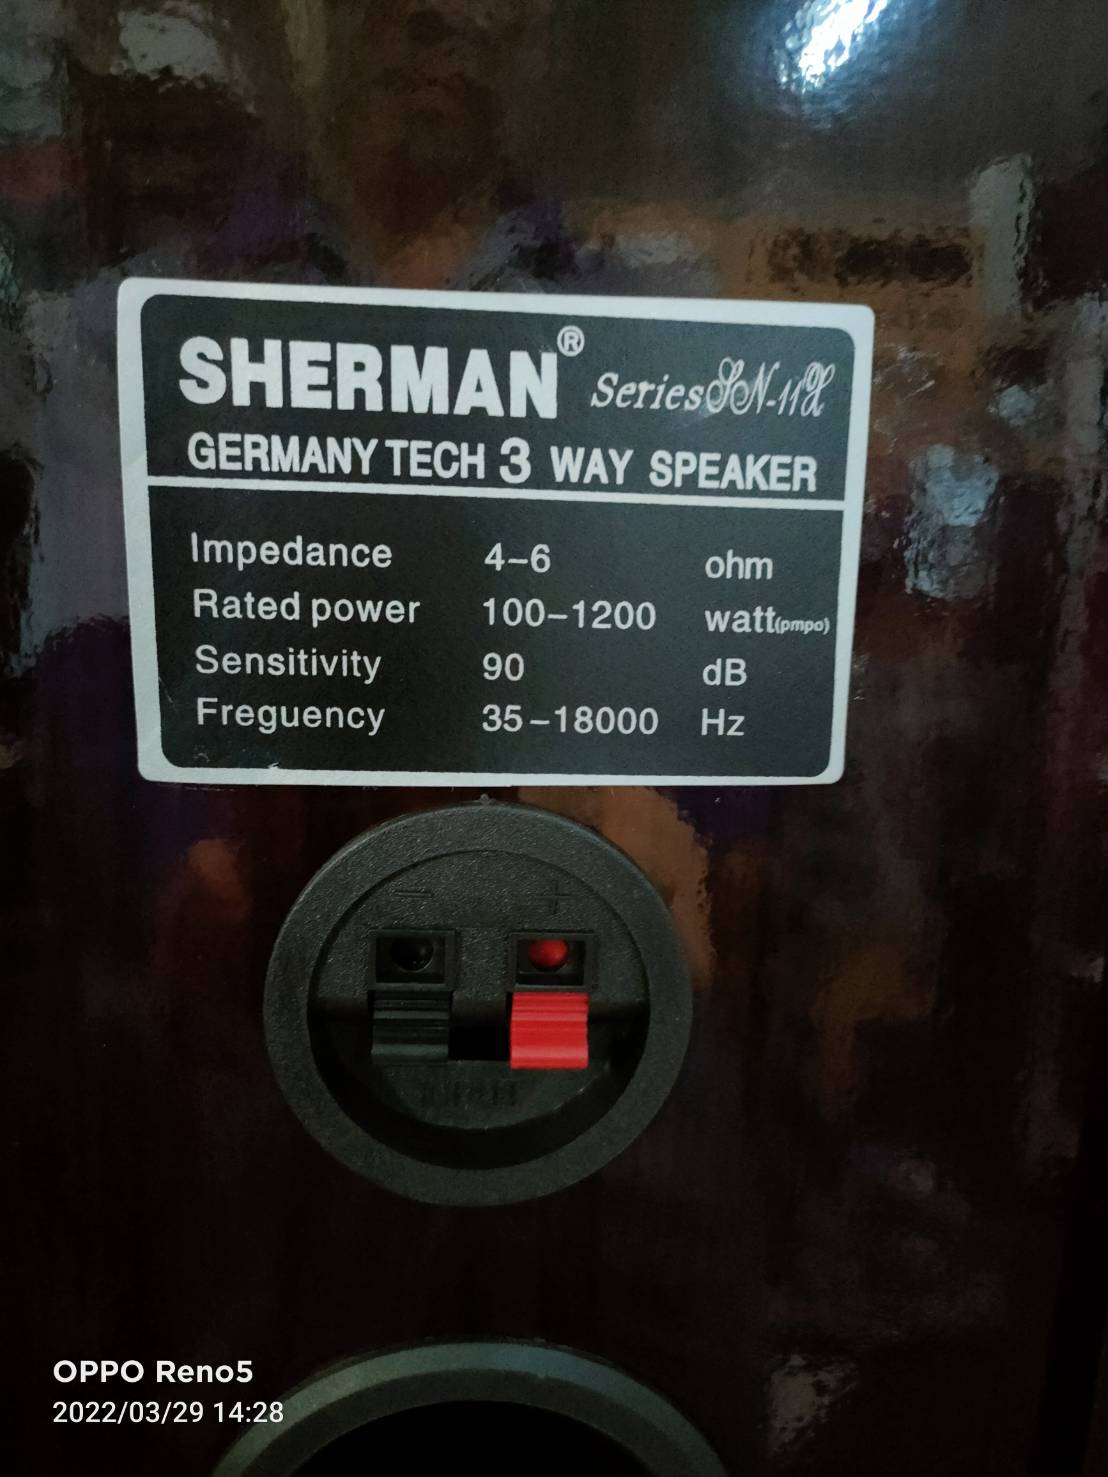 SHERMAN® Series SN-11X
GERMANY TECH 3 WAY SPEAKER
Impedance 4–6 ohm
Rated power 100–1200 watt(pmpo)
Sensitivity 90 dB
Freguency 35–18000 Hz
− +
INPUT
OPPO Reno5
2022/03/29 14:28